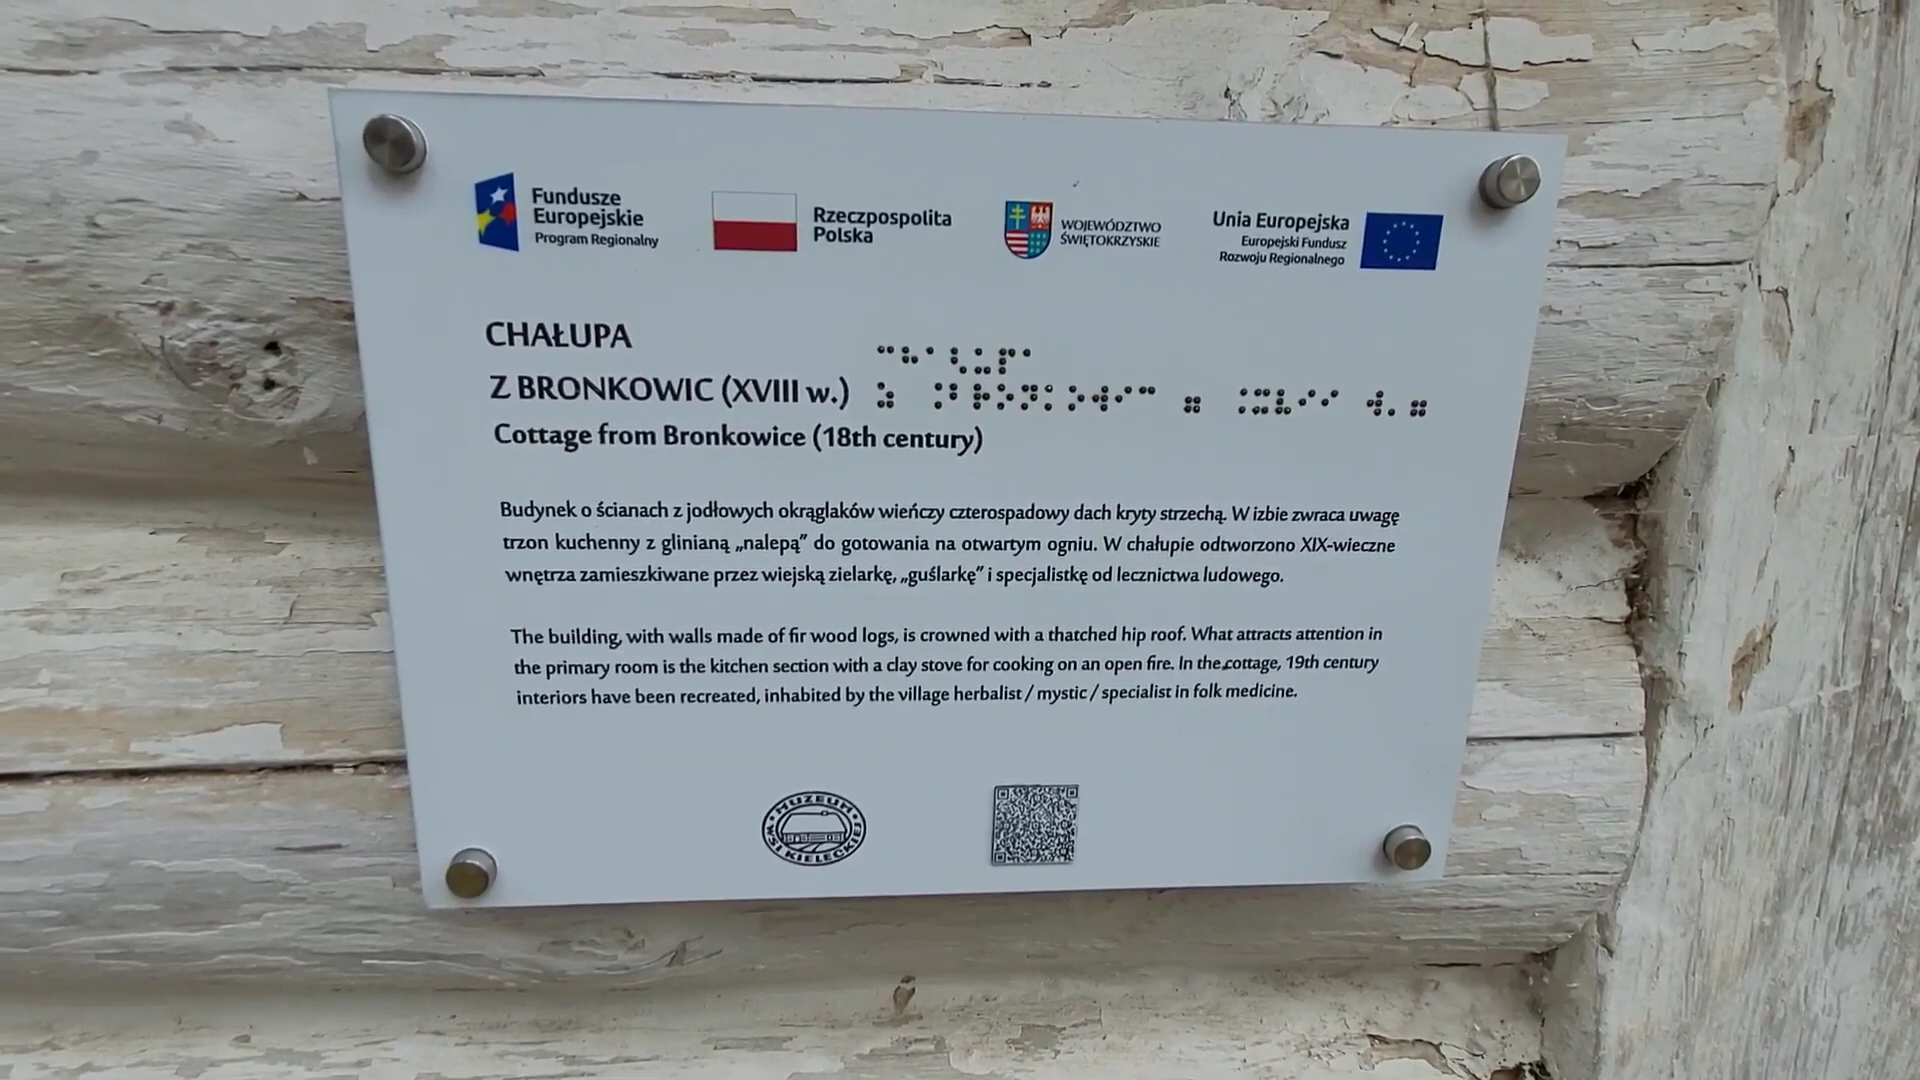 Fundusze
Europejskie
Program Regionalny
Rzeczpospolita
Polska
WOJEWÓDZTWO
ŚWIĘTOKRZYSKIE
Unia Europejska
Europejski Fundusz
Rozwoju Regionalnego
CHAŁUPA
Z BRONKOWIC (XVIII w.)
Cottage from Bronkowice (18th century)
Budynek o ścianach z jodłowych okrąglaków wieńczy czterospadowy dach kryty strzechą. W izbie zwraca uwagę
trzon kuchenny z glinianą „nalepą” do gotowania na otwartym ogniu. W chałupie odtworzono XIX-wieczne
wnętrza zamieszkiwane przez wiejską zielarkę, „guślarkę” i specjalistkę od lecznictwa ludowego.
The building, with walls made of fir wood logs, is crowned with a thatched hip roof. What attracts attention in
the primary room is the kitchen section with a clay stove for cooking on an open fire. In the cottage, 19th century
interiors have been recreated, inhabited by the village herbalist / mystic / specialist in folk medicine.
MUZEUM
WSI KIELECKIEJ